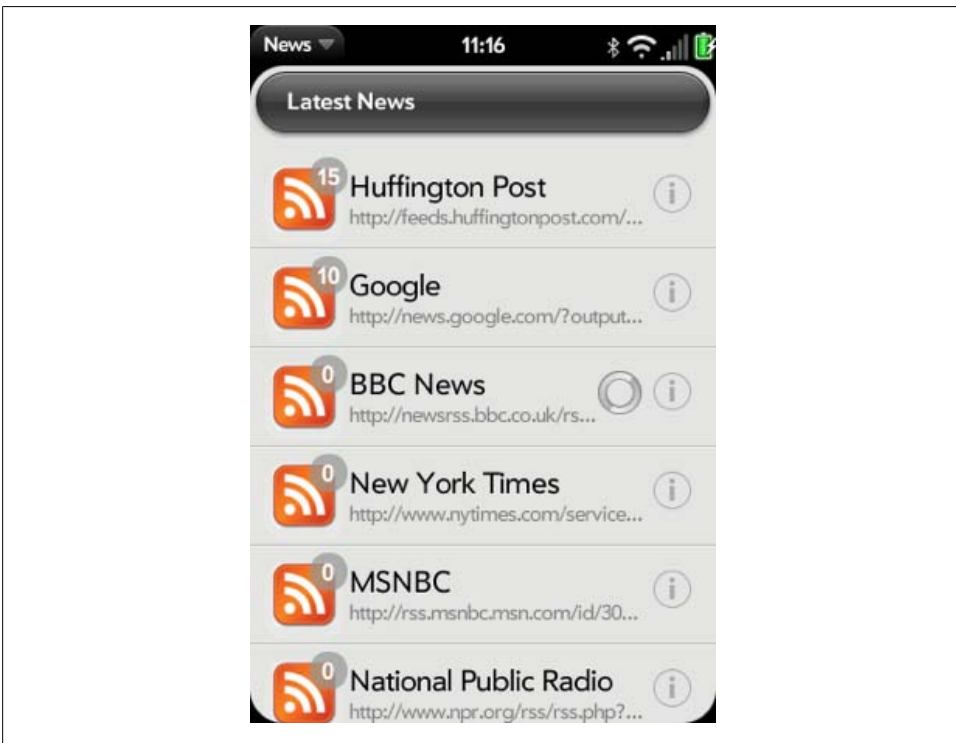 News
11:16
Latest News
15
Huffington Post
http://feeds.huffingtonpost.com/...
10
Google
http://news.google.com/?output...
0
BBC News
http://newsrss.bbc.co.uk/rs...
0
New York Times
http://www.nytimes.com/service...
0
MSNBC
http://rss.msnbc.msn.com/id/30...
0
National Public Radio
http://www.npr.org/rss/rss.php?...